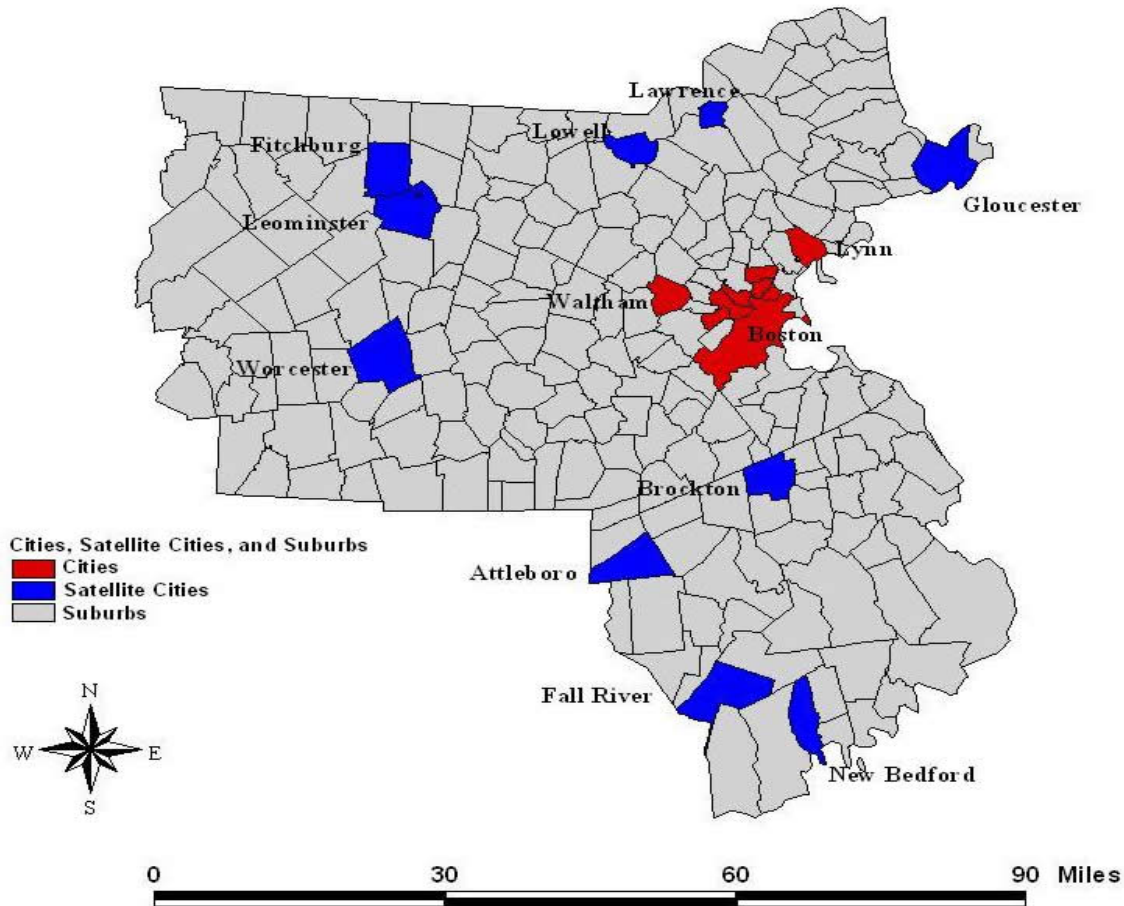 Lawrence
Lowell
Fitchburg
Gloucester
Leominster
Lynn
Waltham
Boston
Worcester
Brockton
Cities, Satellite Cities, and Suburbs
Cities
Attleboro
Satellite Cities
Suburbs
Fall River
N
W E
S
New Bedford
0 30 60 90 Miles